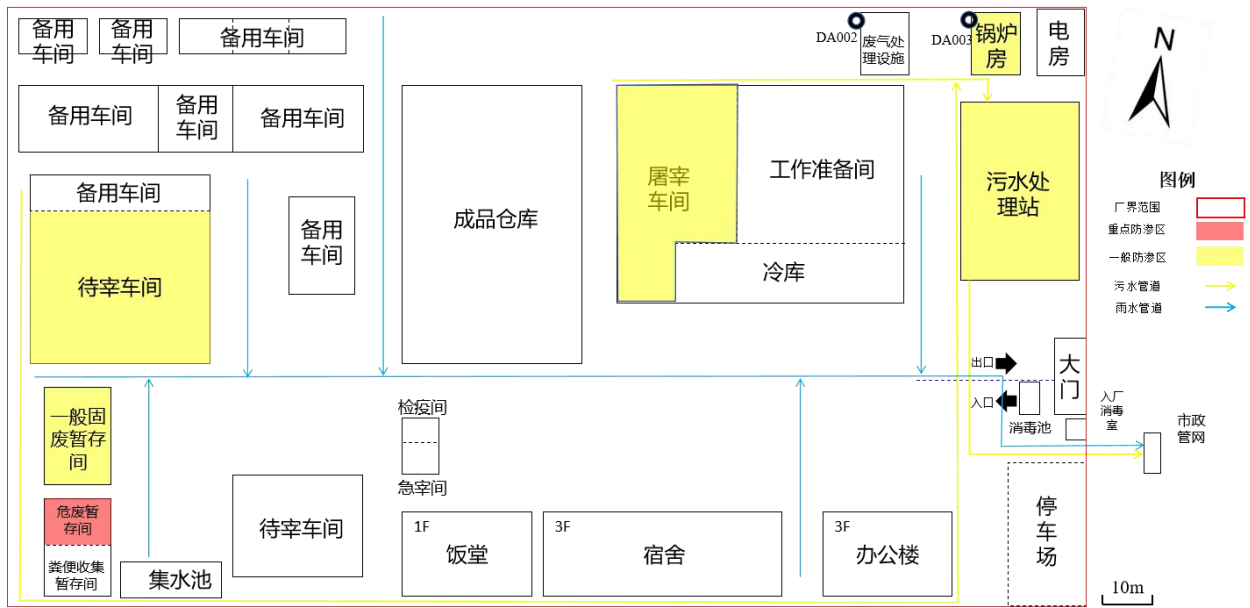 备用
车间
备用
车间
备用车间
DA002
废气处
理设施
DA003
锅炉
房
电
房
N
备用车间
备用
车间
备用车间
屠宰
车间
工作准备间
污水处
理站
备用车间
待宰车间
备用
车间
成品仓库
冷库
图例
厂界范围
重点防渗区
一般防渗区
污水管道
雨水管道
出口
大
门
入口
消毒池
入厂
消毒
室
市政
管网
一般固
废暂存
间
检疫间
急宰间
危废暂
存间
粪便收集
暂存间
集水池
待宰车间
1F
饭堂
3F
宿舍
3F
办公楼
停
车
场
10m